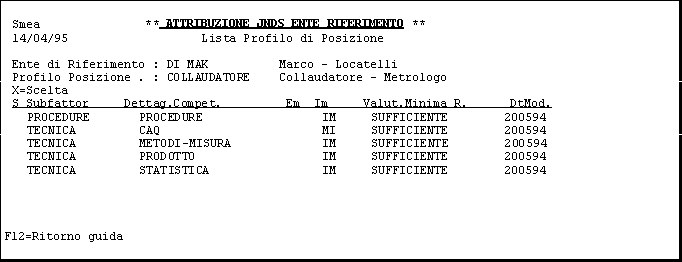 Smea ** ATTRIBUZIONE JNDS ENTE RIFERIMENTO **
14/04/95 Lista Profilo di Posizione
Ente di Riferimento : DI MAK Marco - Locatelli
Profilo Posizione . : COLLAUDATORE Collaudatore - Metrologo
X=Scelta
S Subfattor Dettag.Compet. Em Im Valut.Minima R. DtMod.
PROCEDURE PROCEDURE IM SUFFICIENTE 200594
TECNICA CAQ MI SUFFICIENTE 200594
TECNICA METODI-MISURA IM SUFFICIENTE 200594
TECNICA PRODOTTO IM SUFFICIENTE 200594
TECNICA STATISTICA IM SUFFICIENTE 200594
F12=Ritorno guida